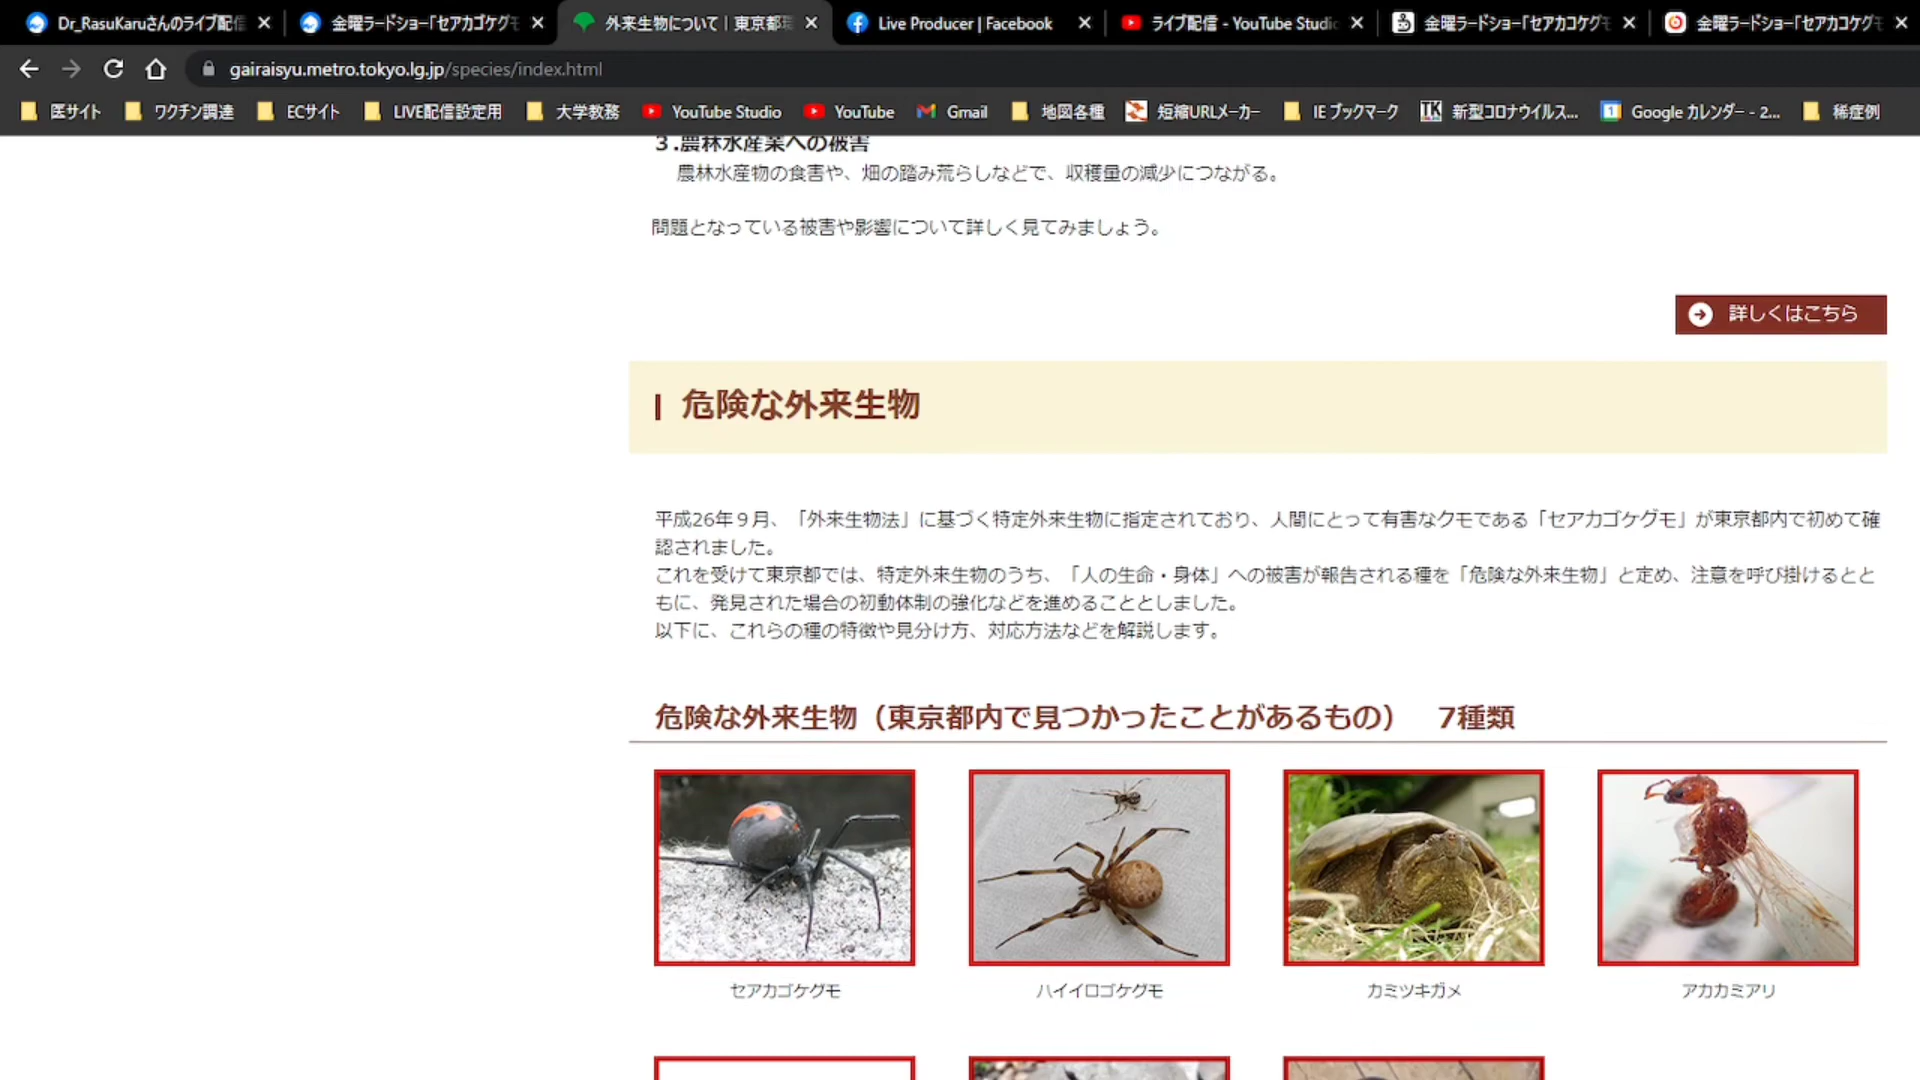 Dr_RasuKaruさんのライブ配信
金曜ラードショー「セアカゴケグモ
外来生物について | 東京都環
Live Producer | Facebook
ライブ配信 - YouTube Studio
金曜ラードショー「セアカゴケグモ
金曜ラードショー「セアカゴケグモ
gairaisyu.metro.tokyo.lg.jp/species/index.html
医サイト ワクチン調達 ECサイト LIVE配信設定用 大学教務 YouTube Studio YouTube Gmail 地図各種 短縮URLメーカー IE ブックマーク 新型コロナウイルス... Google カレンダー - 2... 稀症例
３.農林水産業への被害
農林水産物の食害や、畑の踏み荒らしなどで、収穫量の減少につながる。
問題となっている被害や影響について詳しく見てみましょう。
詳しくはこちら
危険な外来生物
平成26年９月、「外来生物法」に基づく特定外来生物に指定されており、人間にとって有害なクモである「セアカゴケグモ」が東京都内で初めて確
認されました。
これを受けて東京都では、特定外来生物のうち、「人の生命・身体」への被害が報告される種を「危険な外来生物」と定め、注意を呼び掛けるとと
もに、発見された場合の初動体制の強化などを進めることとしました。
以下に、これらの種の特徴や見分け方、対応方法などを解説します。
危険な外来生物（東京都内で見つかったことがあるもの）　7種類
セアカゴケグモ
ハイイロゴケグモ
カミツキガメ
アカカミアリ